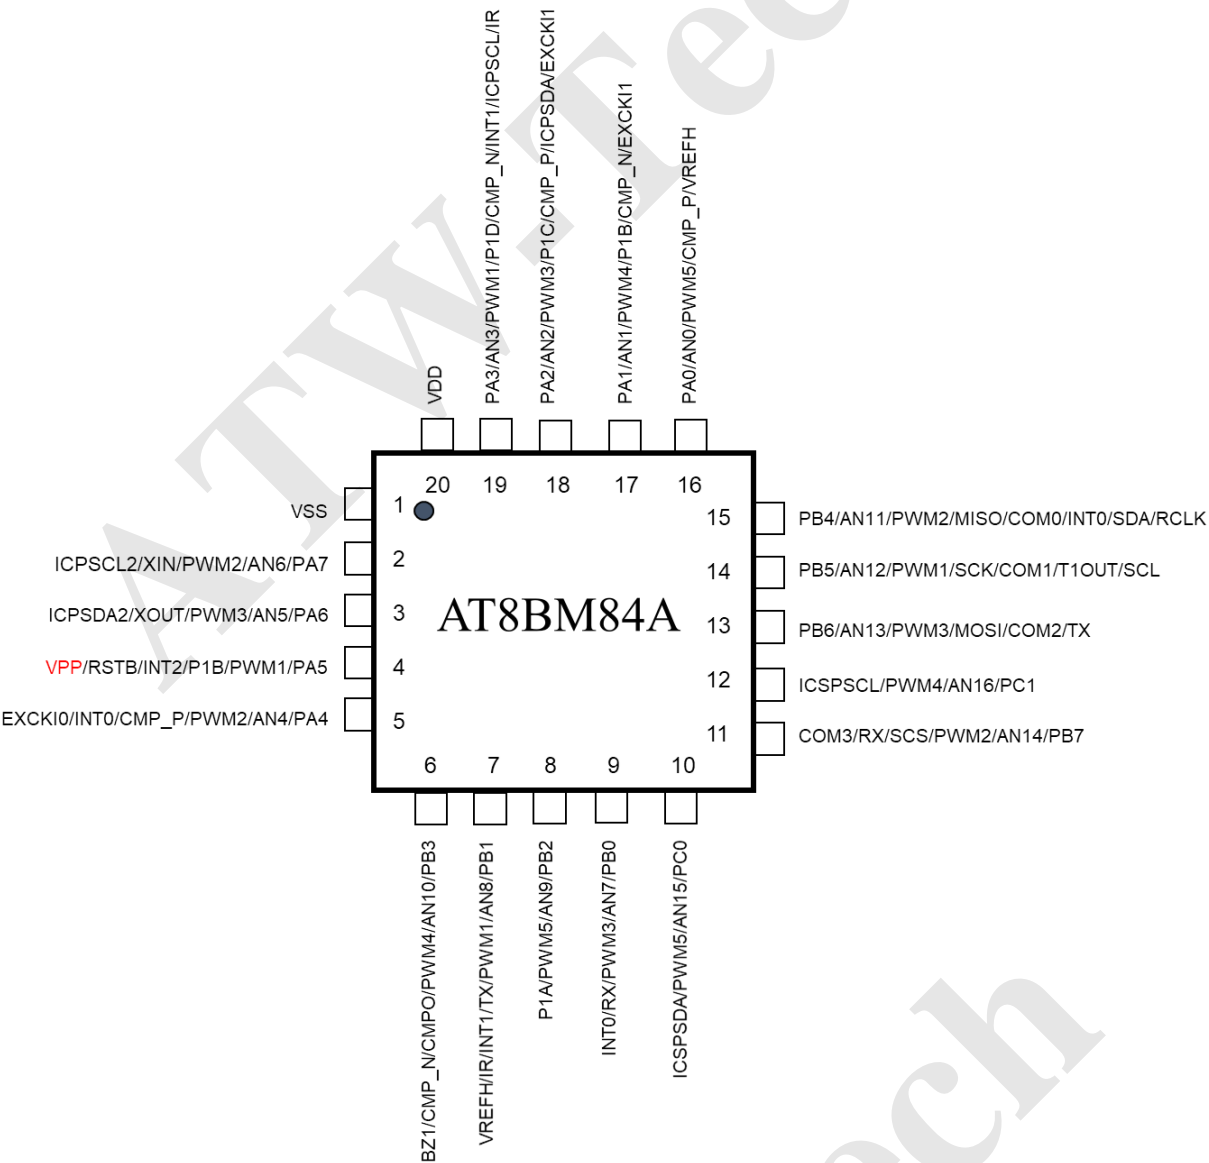 ATW-Tech
PA3/AN3/PWM1/P1D/CMP_N/INT1/ICPSCL/IR
PA2/AN2/PWM3/P1C/CMP_P/ICPSDA/EXCKI1
PA1/AN1/PWM4/P1B/CMP_N/EXCKI1
PA0/AN0/PWM5/CMP_P/VREFH
VDD
20
19
18
17
16
VSS
1
ICPSCL2/XIN/PWM2/AN6/PA7
2
ICPSDA2/XOUT/PWM3/AN5/PA6
3
VPP/RSTB/INT2/P1B/PWM1/PA5
4
EXCKI0/INT0/CMP_P/PWM2/AN4/PA4
5
AT8BM84A
15
PB4/AN11/PWM2/MISO/COM0/INT0/SDA/RCLK
14
PB5/AN12/PWM1/SCK/COM1/T1OUT/SCL
13
PB6/AN13/PWM3/MOSI/COM2/TX
12
ICSPSCL/PWM4/AN16/PC1
11
COM3/RX/SCS/PWM2/AN14/PB7
6
7
8
9
10
BZ1/CMP_N/CMPO/PWM4/AN10/PB3
VREFH/IR/INT1/TX/PWM1/AN8/PB1
P1A/PWM5/AN9/PB2
INT0/RX/PWM3/AN7/PB0
ICSPSDA/PWM5/AN15/PC0
ech